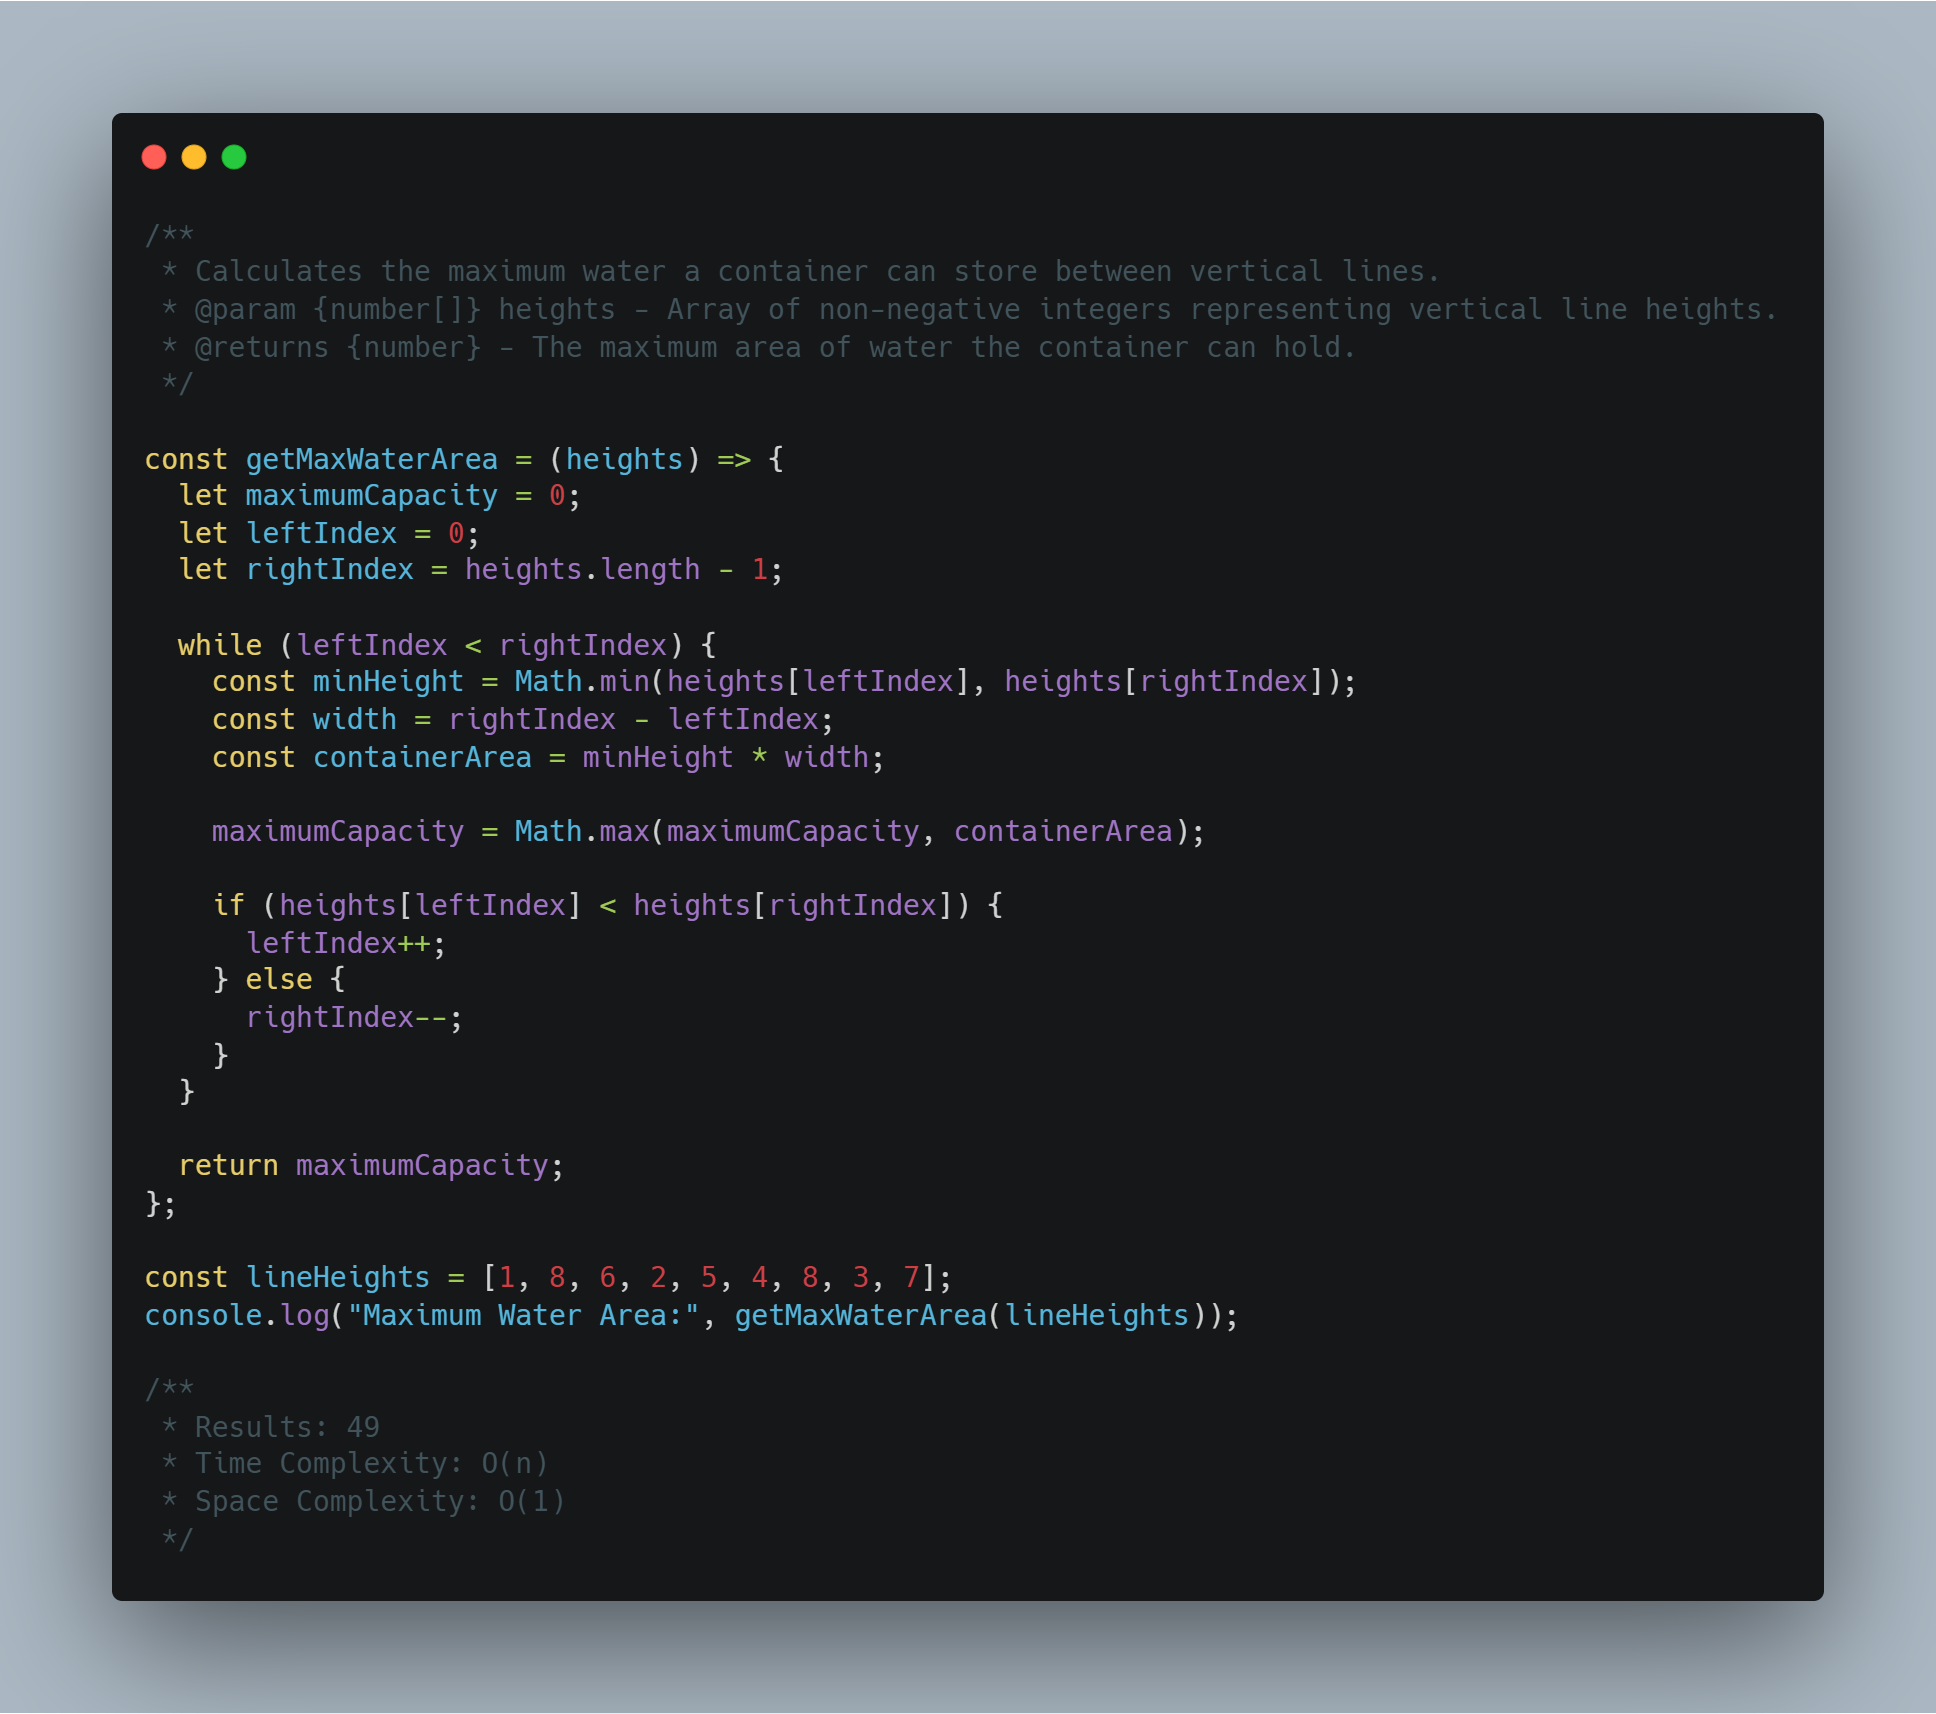 /**
 * Calculates the maximum water a container can store between vertical lines.
 * @param {number[]} heights - Array of non-negative integers representing vertical line heights.
 * @returns {number} - The maximum area of water the container can hold.
 */

const getMaxWaterArea = (heights) => {
  let maximumCapacity = 0;
  let leftIndex = 0;
  let rightIndex = heights.length - 1;

  while (leftIndex < rightIndex) {
    const minHeight = Math.min(heights[leftIndex], heights[rightIndex]);
    const width = rightIndex - leftIndex;
    const containerArea = minHeight * width;

    maximumCapacity = Math.max(maximumCapacity, containerArea);

    if (heights[leftIndex] < heights[rightIndex]) {
      leftIndex++;
    } else {
      rightIndex--;
    }
  }

  return maximumCapacity;
};

const lineHeights = [1, 8, 6, 2, 5, 4, 8, 3, 7];
console.log("Maximum Water Area:", getMaxWaterArea(lineHeights));

/**
 * Results: 49
 * Time Complexity: O(n)
 * Space Complexity: O(1)
 */